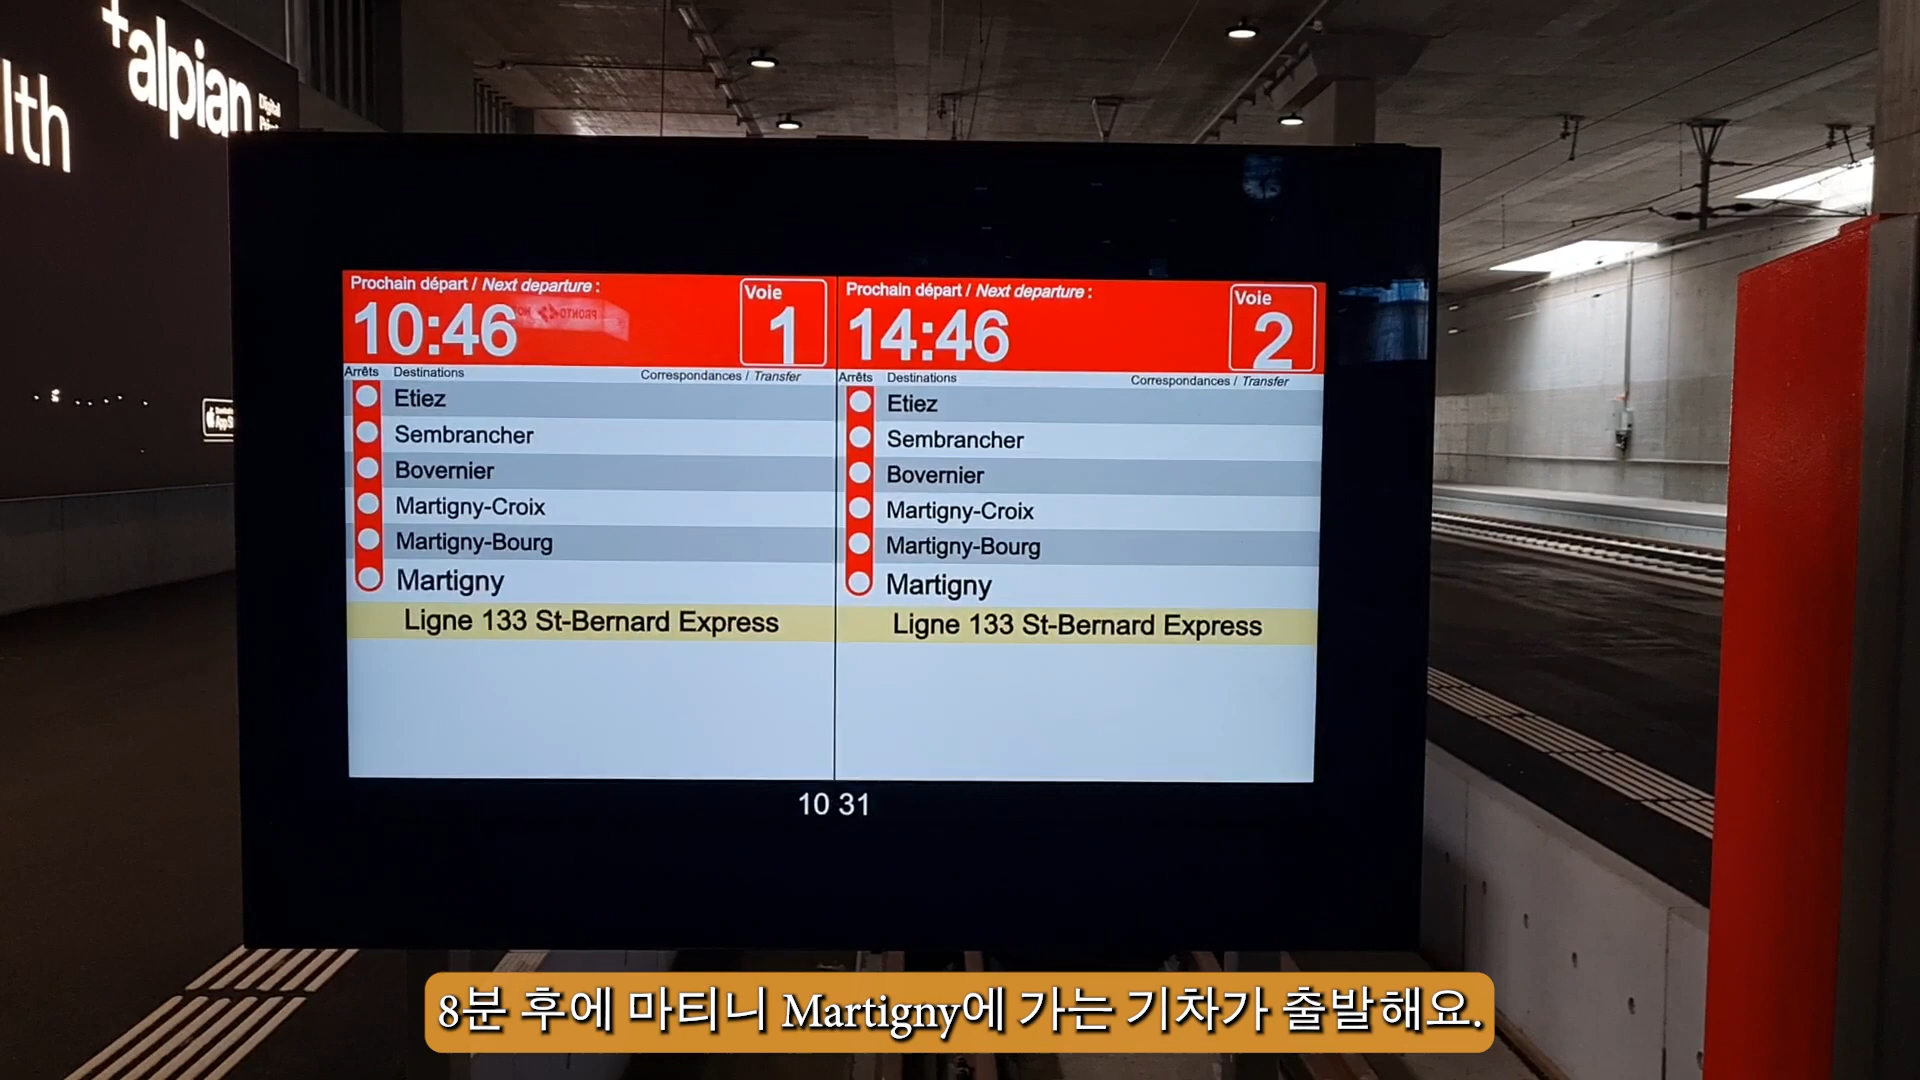 +alpian
lth
Digital
Prochain départ / Next departure :
10:46
Voie
1
Arrêts Destinations Correspondances / Transfer
Etiez
Sembrancher
Bovernier
Martigny-Croix
Martigny-Bourg
Martigny
Ligne 133 St-Bernard Express
Prochain départ / Next departure :
14:46
Voie
2
Arrêts Destinations Correspondances / Transfer
Etiez
Sembrancher
Bovernier
Martigny-Croix
Martigny-Bourg
Martigny
Ligne 133 St-Bernard Express
10 31
8분 후에 마티니 Martigny에 가는 기차가 출발해요.